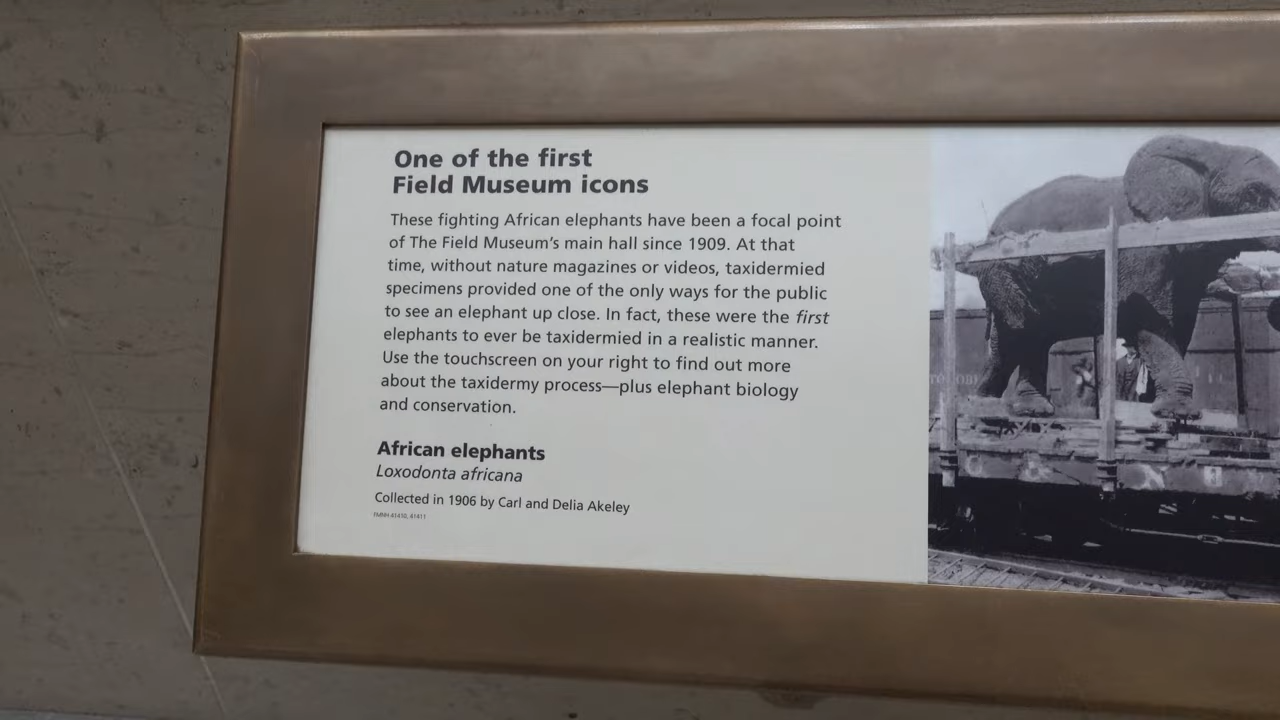 One of the first
Field Museum icons
These fighting African elephants have been a focal point
of The Field Museum's main hall since 1909. At that
time, without nature magazines or videos, taxidermied
specimens provided one of the only ways for the public
to see an elephant up close. In fact, these were the first
elephants to ever be taxidermied in a realistic manner.
Use the touchscreen on your right to find out more
about the taxidermy process—plus elephant biology
and conservation.
African elephants
Loxodonta africana
Collected in 1906 by Carl and Delia Akeley
FMNH 41410, 41411